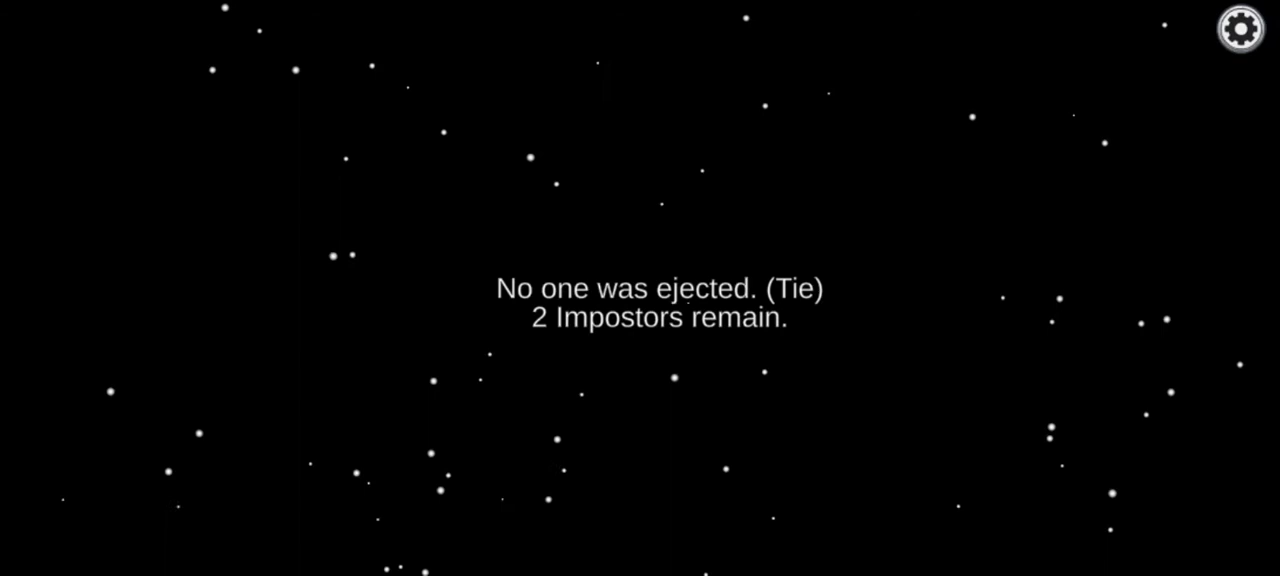 No one was ejected. (Tie)
2 Impostors remain.